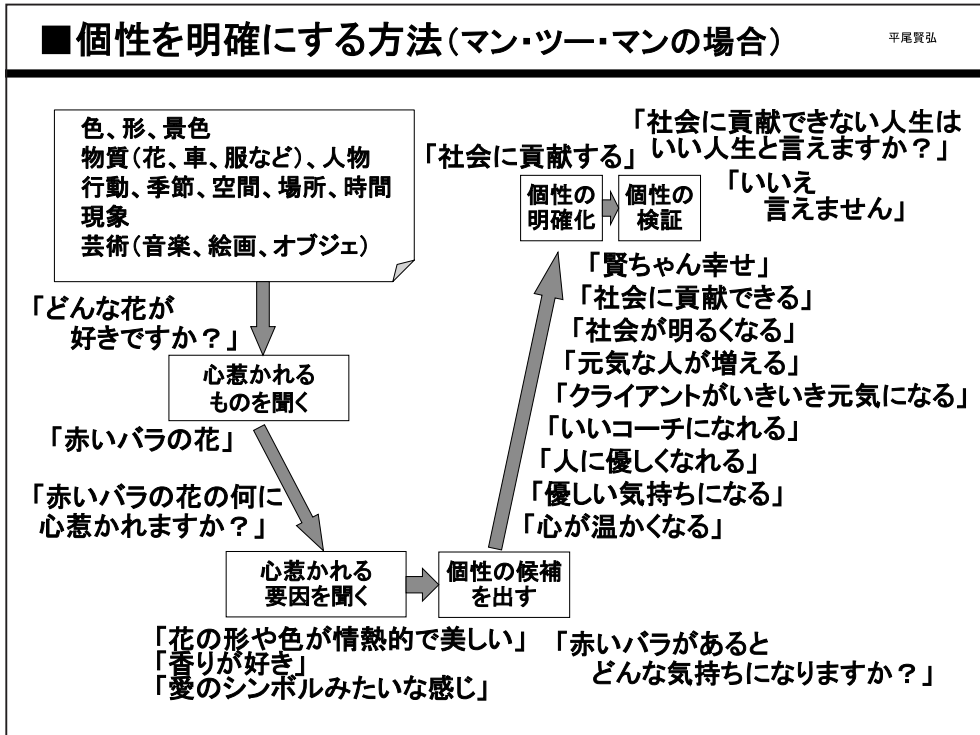 ■個性を明確にする方法(マン・ツー・マンの場合)
平尾賢弘
色、形、景色
物質(花、車、服など)、人物
行動、季節、空間、場所、時間
現象
芸術(音楽、絵画、オブジェ)
「どんな花が
好きですか?」
心惹かれる
ものを聞く
「赤いバラの花」
「赤いバラの花の何に
心惹かれますか?」
心惹かれる
要因を聞く
「花の形や色が情熱的で美しい」
「香りが好き」
「愛のシンボルみたいな感じ」
個性の候補
を出す
「赤いバラがあると
どんな気持ちになりますか?」
「賢ちゃん幸せ」
「社会に貢献できる」
「社会が明るくなる」
「元気な人が増える」
「クライアントがいきいき元気になる」
「いいコーチになれる」
「人に優しくなれる」
「優しい気持ちになる」
「心が温かくなる」
「社会に貢献する」
個性の
明確化
個性の
検証
「社会に貢献できない人生は
いい人生と言えますか?」
「いいえ
言えません」